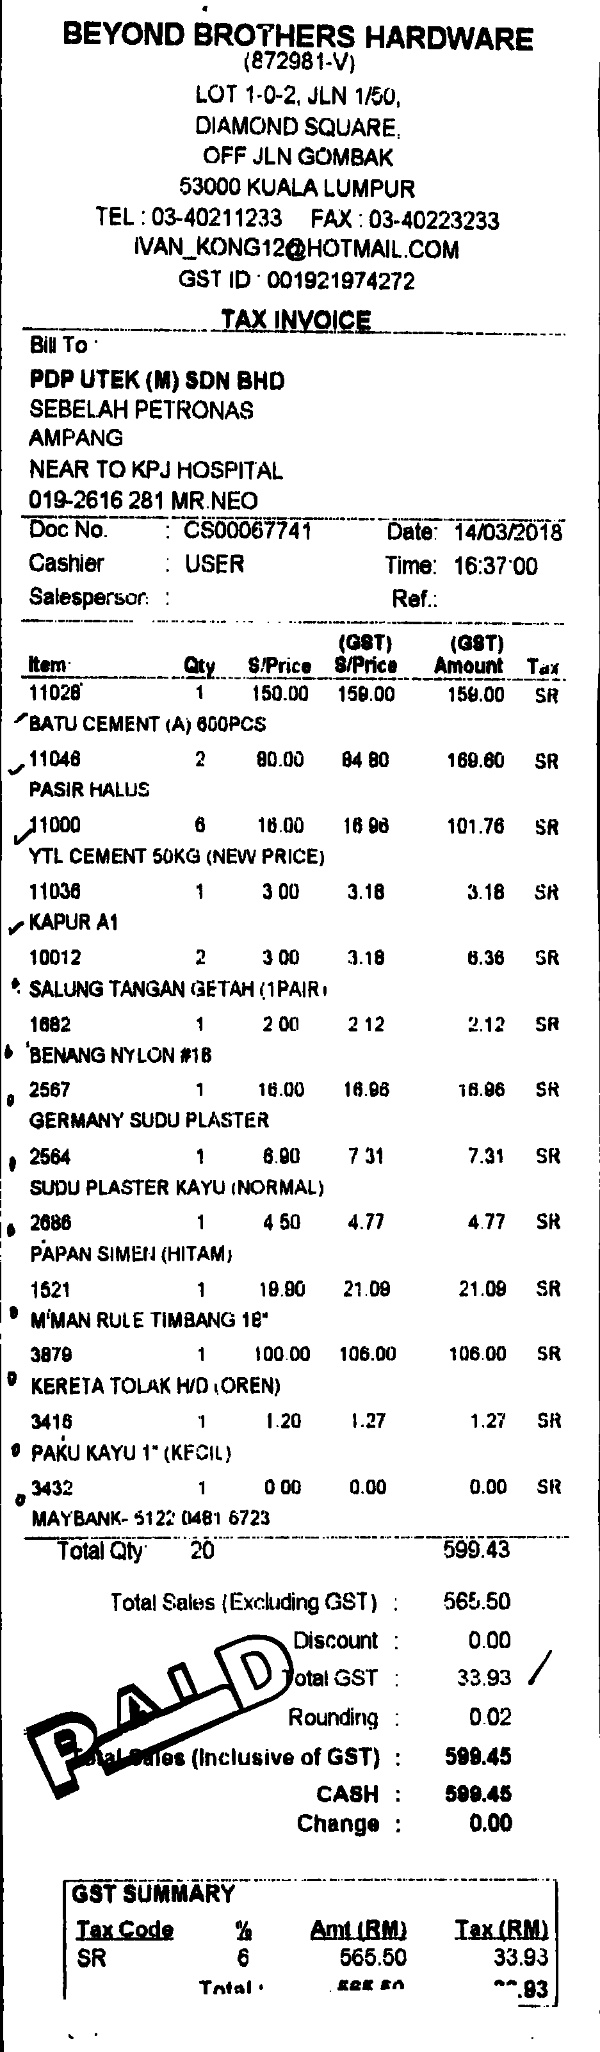 BEYOND BROTHERS HARDWARE
(872981-V)
LOT 1-0-2, JLN 1/50,
DIAMOND SQUARE,
OFF JLN GOMBAK
53000 KUALA LUMPUR
TEL : 03-40211233 FAX : 03-40223233
IVAN_KONG12@HOTMAIL.COM
GST ID : 001921974272
TAX INVOICE
Bill To :
PDP UTEK (M) SDN BHD
SEBELAH PETRONAS
AMPANG
NEAR TO KPJ HOSPITAL
019-2616 281 MR.NEO
Doc No. : CS00067741 Date: 14/03/2018
Cashier : USER Time: 16:37:00
Salesperson : Ref.:
(GST) (GST)
Item Qty S/Price S/Price Amount Tax
11028 1 150.00 159.00 159.00 SR
BATU CEMENT (A) 600PCS
11046 2 80.00 84.80 169.60 SR
PASIR HALUS
11000 6 16.00 16.96 101.76 SR
YTL CEMENT 50KG (NEW PRICE)
11036 1 3.00 3.18 3.18 SR
KAPUR A1
10012 2 3.00 3.18 6.36 SR
SALUNG TANGAN GETAH (1PAIR)
1682 1 2.00 2.12 2.12 SR
BENANG NYLON #18
2567 1 16.00 16.96 16.96 SR
GERMANY SUDU PLASTER
2564 1 6.90 7.31 7.31 SR
SUDU PLASTER KAYU (NORMAL)
2686 1 4.50 4.77 4.77 SR
PAPAN SIMEN (HITAM)
1521 1 19.90 21.09 21.09 SR
M'MAN RULE TIMBANG 18"
3879 1 100.00 106.00 106.00 SR
KERETA TOLAK H/D (OREN)
3416 1 1.20 1.27 1.27 SR
PAKU KAYU 1" (KECIL)
3432 1 0.00 0.00 0.00 SR
MAYBANK- 5122 0481 6723
Total Qty 20 599.43
Total Sales (Excluding GST) : 565.50
Discount : 0.00
Total GST : 33.93
Rounding : 0.02
PAID
Total Sales (Inclusive of GST) : 599.45
CASH : 599.45
Change : 0.00
GST SUMMARY
Tax Code % Amt (RM) Tax (RM)
SR 6 565.50 33.93
Total : .93